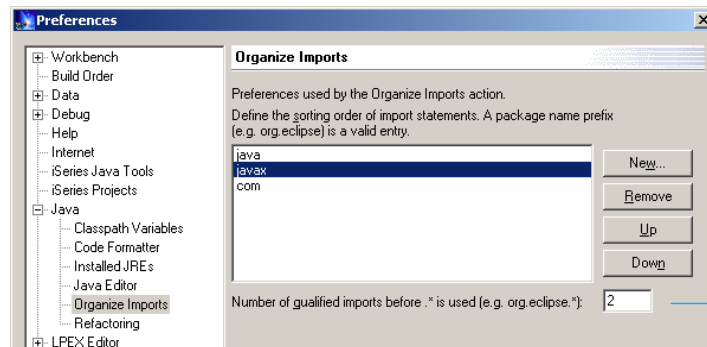 Preferences
Workbench
Build Order
Data
Debug
Help
Internet
iSeries Java Tools
iSeries Projects
Java
Classpath Variables
Code Formatter
Installed JREs
Java Editor
Organize Imports
Refactoring
LPEX Editor
Organize Imports
Preferences used by the Organize Imports action.
Define the sorting order of import statements. A package name prefix
(e.g. org.eclipse) is a valid entry.
java
javax
com
New...
Remove
Up
Down
Number of qualified imports before .* is used (e.g. org.eclipse.*): 2